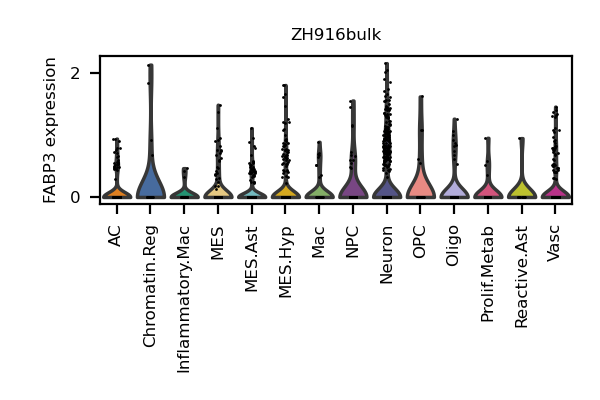 ZH916bulk
FABP3 expression
2
0
AC
Chromatin.Reg
Inflammatory.Mac
MES
MES.Ast
MES.Hyp
Mac
NPC
Neuron
OPC
Oligo
Prolif.Metab
Reactive.Ast
Vasc